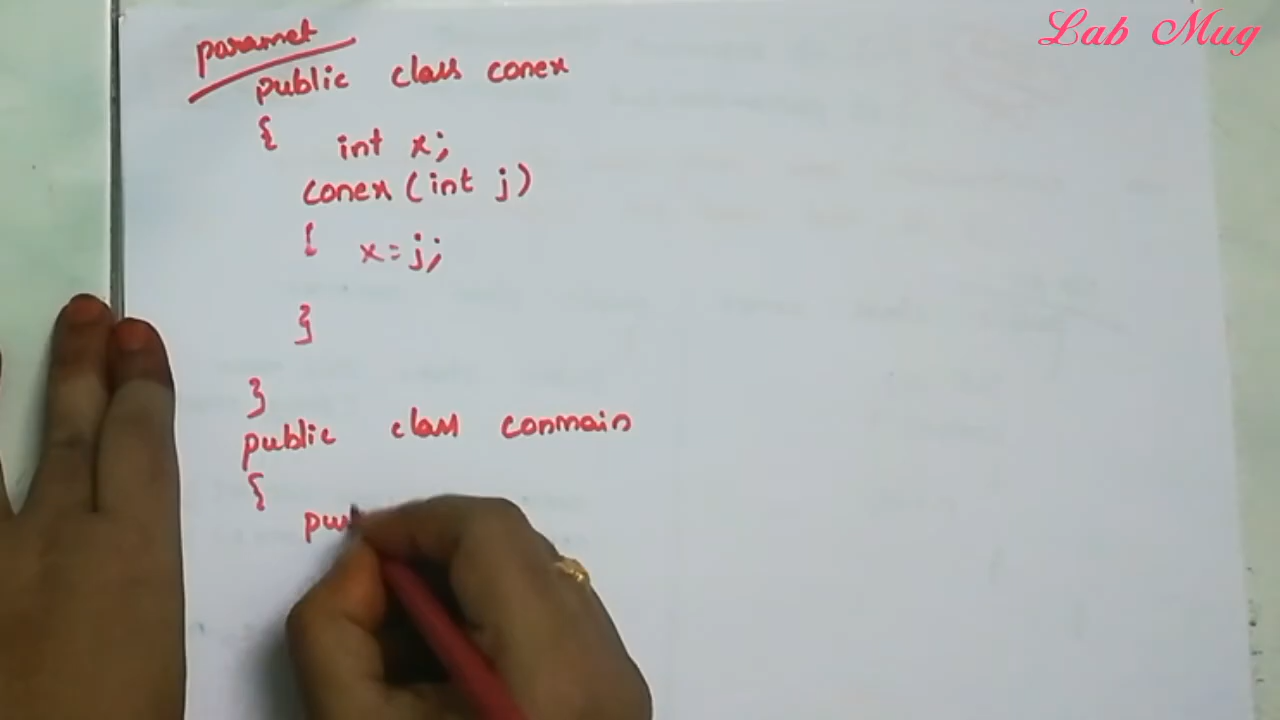 Lab Mug
paramet
public class conex
{ int x;
conex (int j)
{ x=j;
}
}
public class conmain
{
pu